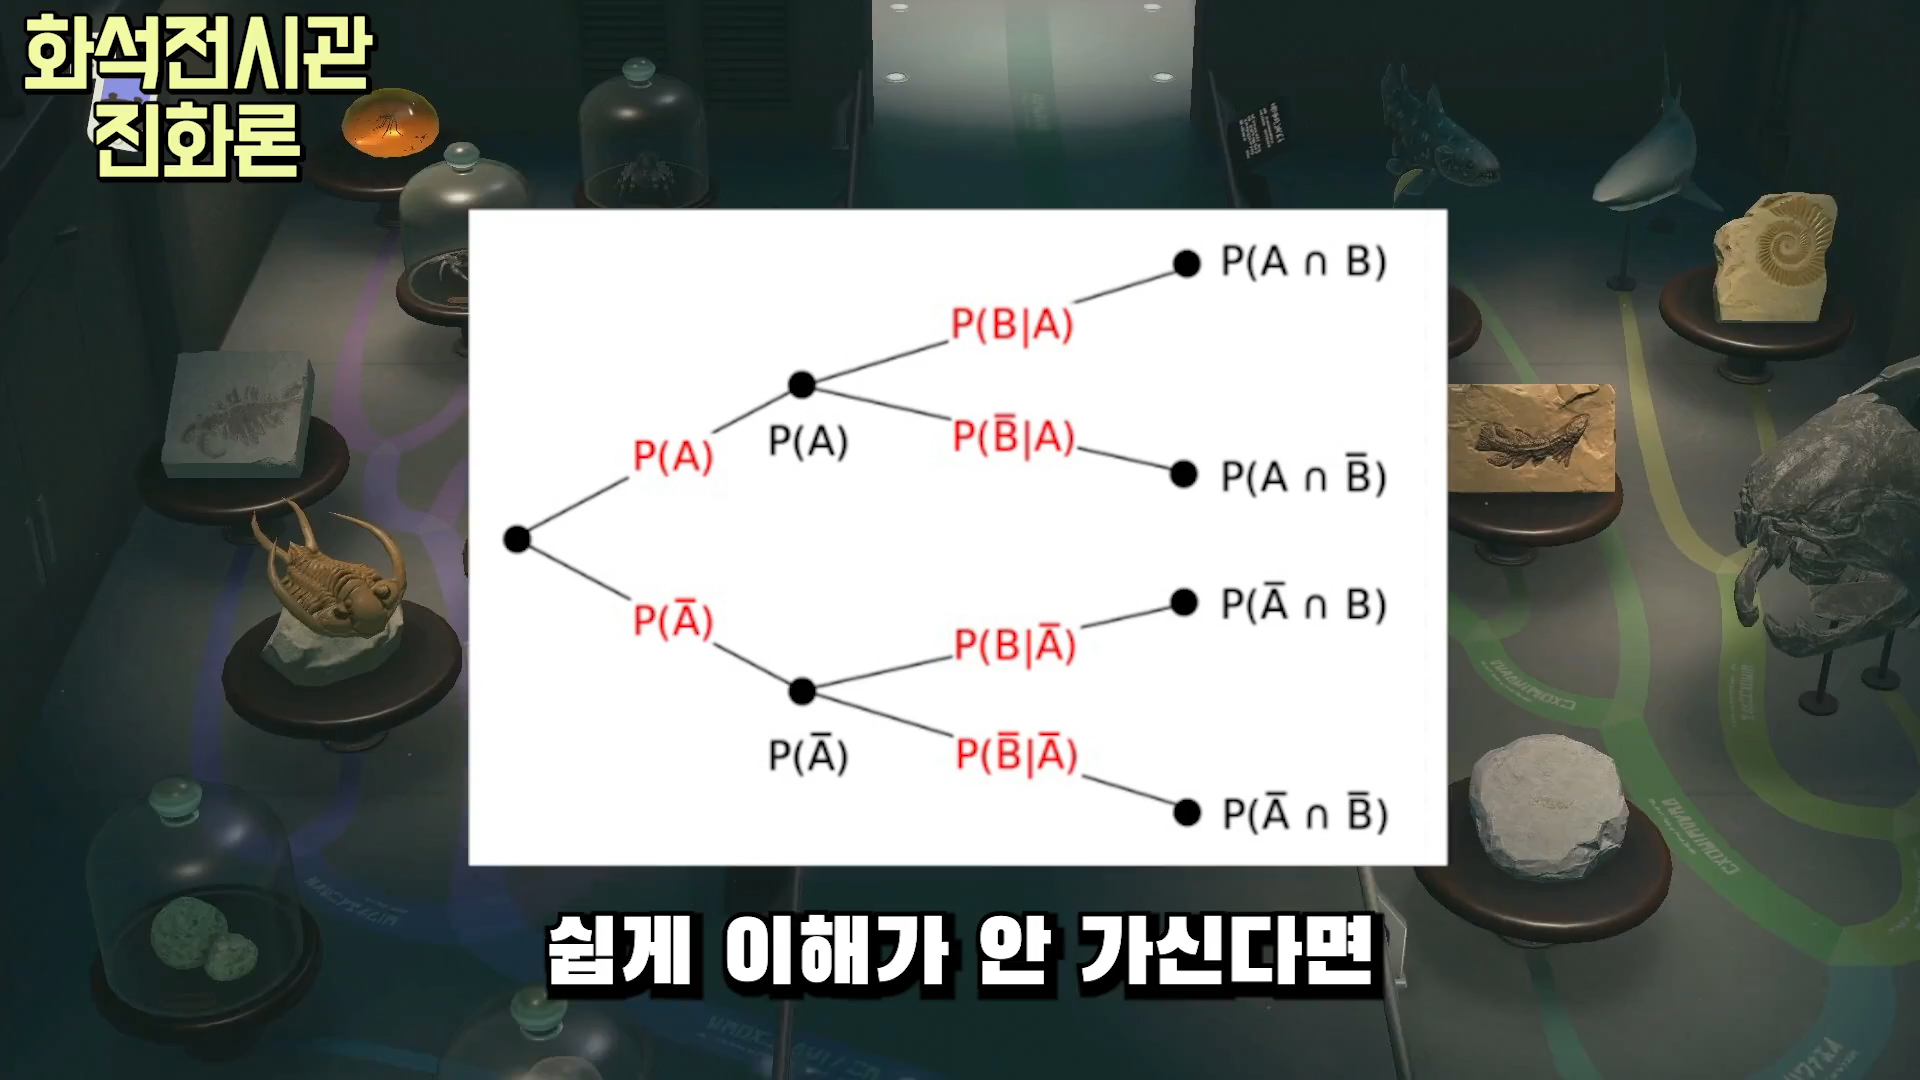 화석전시관
진화론
P(A ∩ B)
P(B|A)
P(A)
P(A)
P(B̅|A)
P(A ∩ B̅)
P(A̅)
P(A̅)
P(B|A̅)
P(A̅ ∩ B)
P(B̅|A̅)
P(A̅ ∩ B̅)
쉽게 이해가 안 가신다면